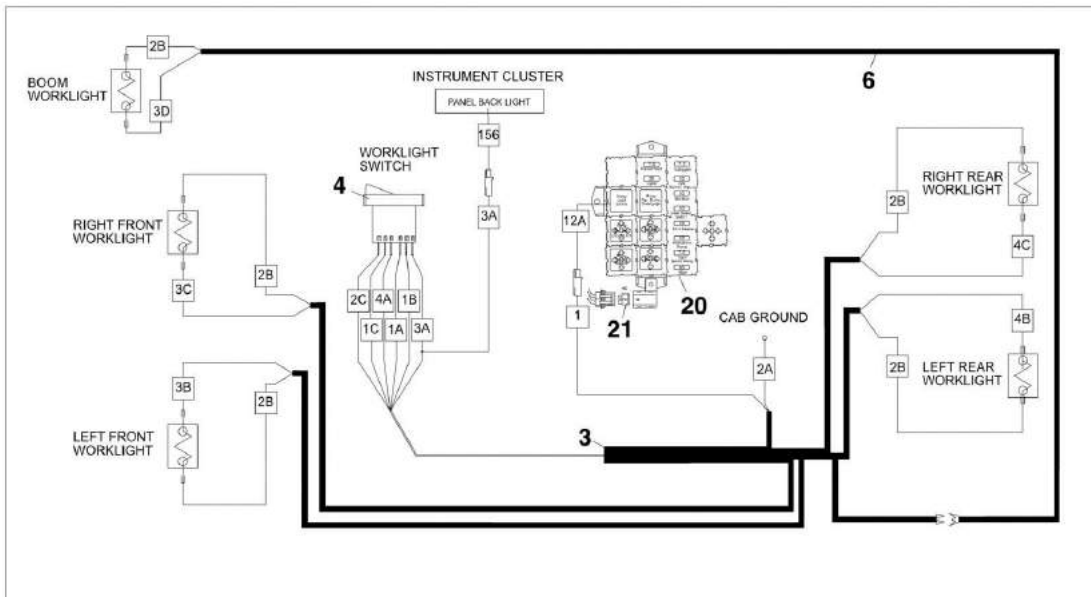 2B
6
BOOM
WORKLIGHT
3D
INSTRUMENT CLUSTER
PANEL BACK LIGHT
156
WORKLIGHT
SWITCH
4
3A
12A
RIGHT FRONT
WORKLIGHT
2B
3C
2C
4A
1B
1C
1A
3A
1
20
21
CAB GROUND
2A
RIGHT REAR
WORKLIGHT
2B
4C
4B
LEFT REAR
WORKLIGHT
2B
3B
2B
LEFT FRONT
WORKLIGHT
3